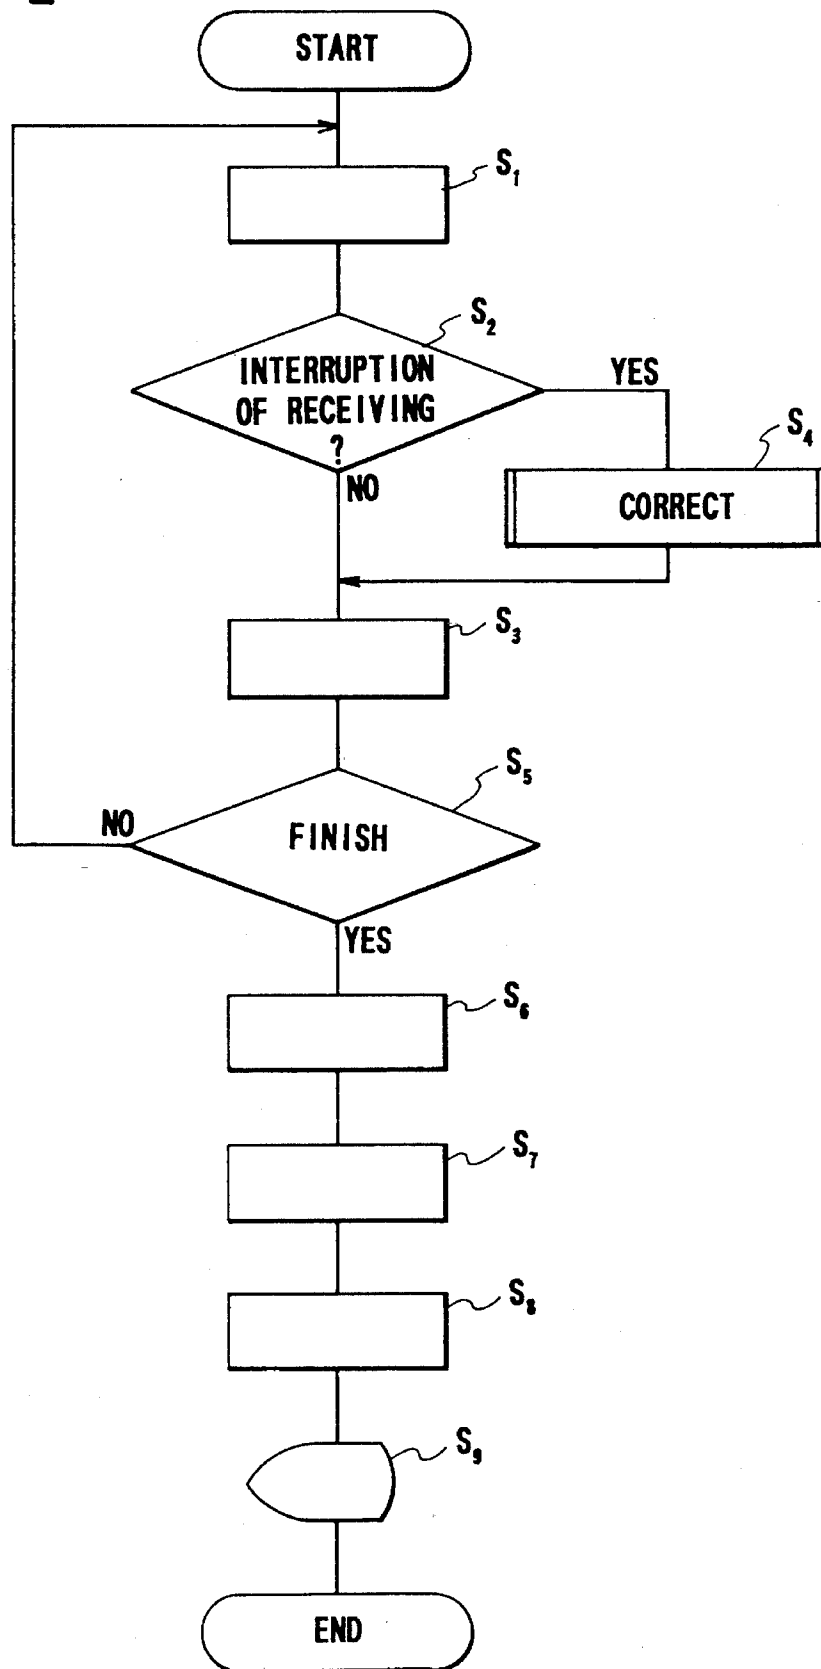 START
S₁
S₂
INTERRUPTION
OF RECEIVING
?
YES
NO
S₄
CORRECT
S₃
S₅
FINISH
NO
YES
S₆
S₇
S₈
S₉
END